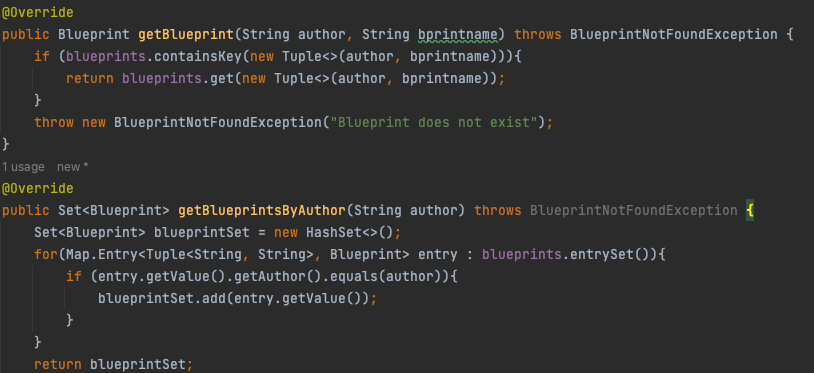 @Override
public Blueprint getBlueprint(String author, String bprintname) throws BlueprintNotFoundException {
    if (blueprints.containsKey(new Tuple<>(author, bprintname))){
        return blueprints.get(new Tuple<>(author, bprintname));
    }
    throw new BlueprintNotFoundException("Blueprint does not exist");
}
1 usage   new *
@Override
public Set<Blueprint> getBlueprintsByAuthor(String author) throws BlueprintNotFoundException {
    Set<Blueprint> blueprintSet = new HashSet<>();
    for(Map.Entry<Tuple<String, String>, Blueprint> entry : blueprints.entrySet()){
        if (entry.getValue().getAuthor().equals(author)){
            blueprintSet.add(entry.getValue());
        }
    }
    return blueprintSet;